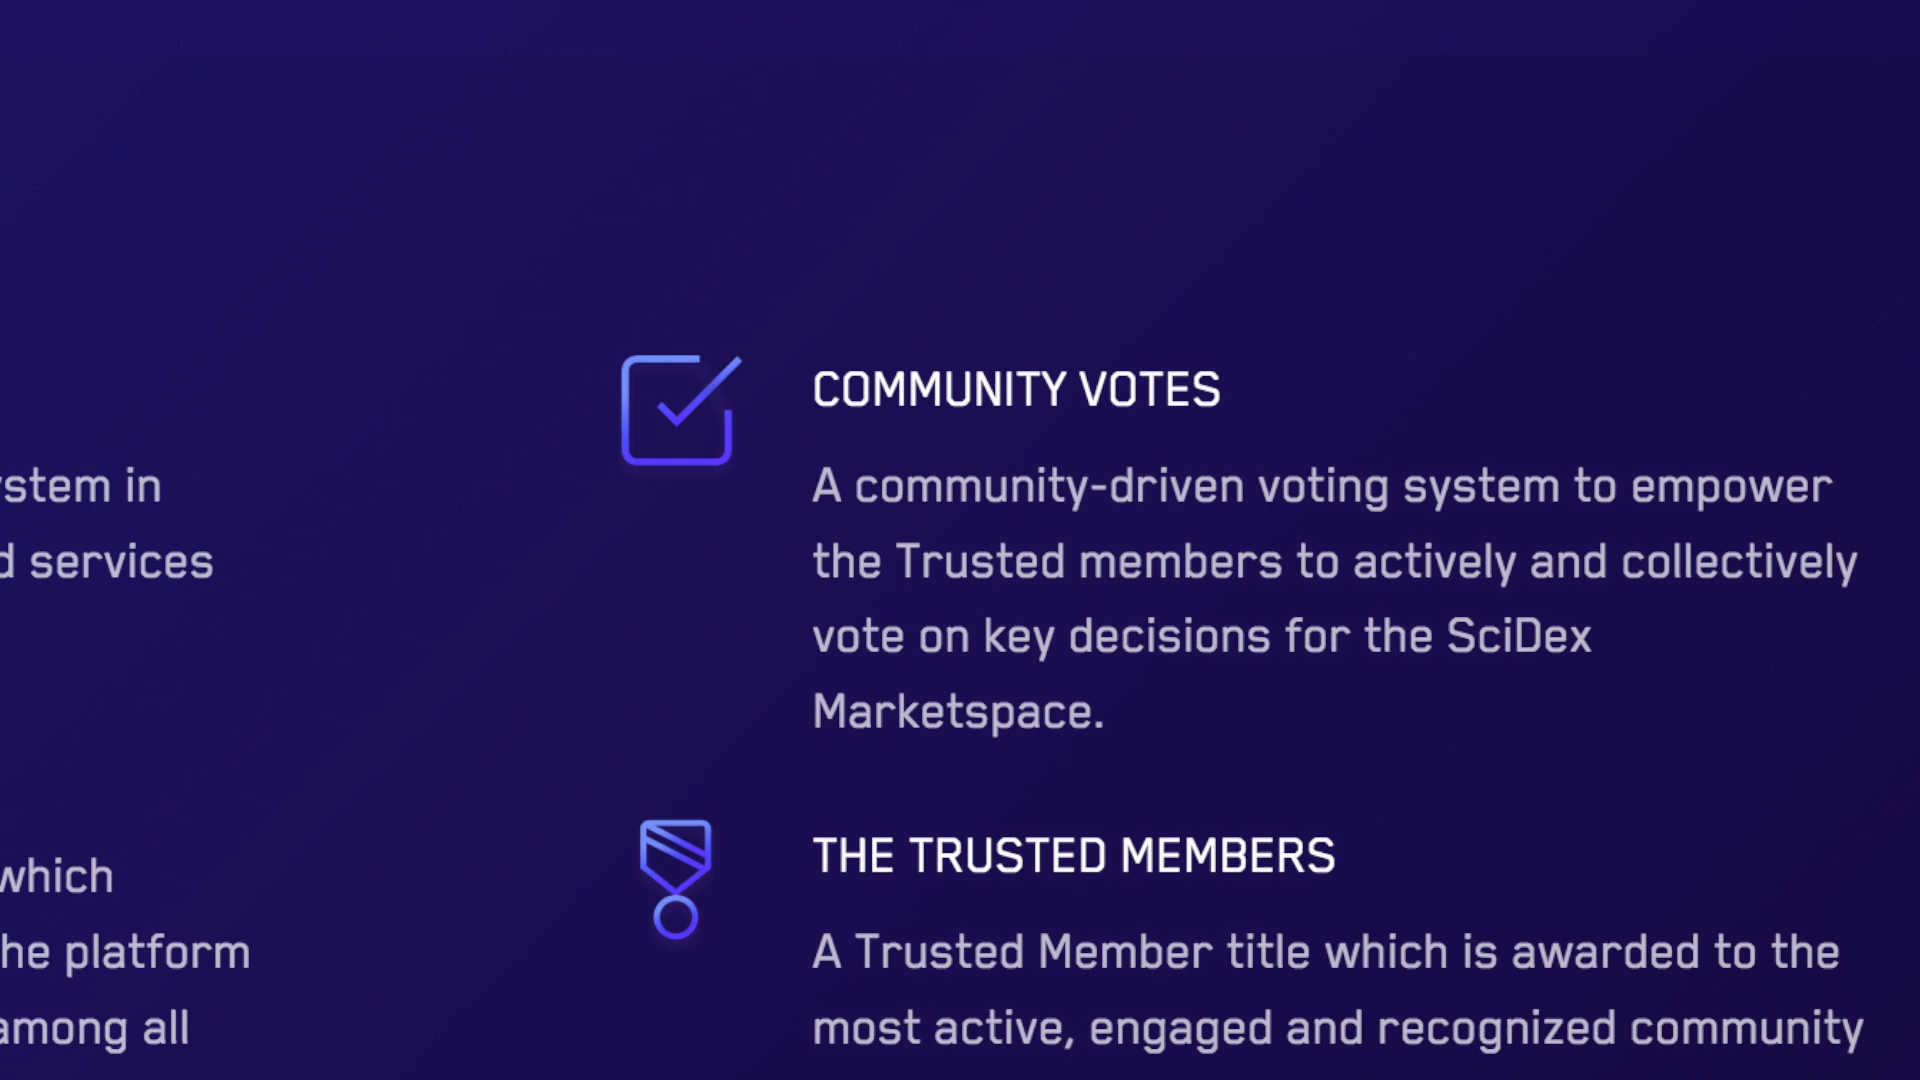 stem in
services
which
he platform
among all
COMMUNITY VOTES
A community-driven voting system to empower
the Trusted members to actively and collectively
vote on key decisions for the SciDex
Marketspace.
THE TRUSTED MEMBERS
A Trusted Member title which is awarded to the
most active, engaged and recognized community